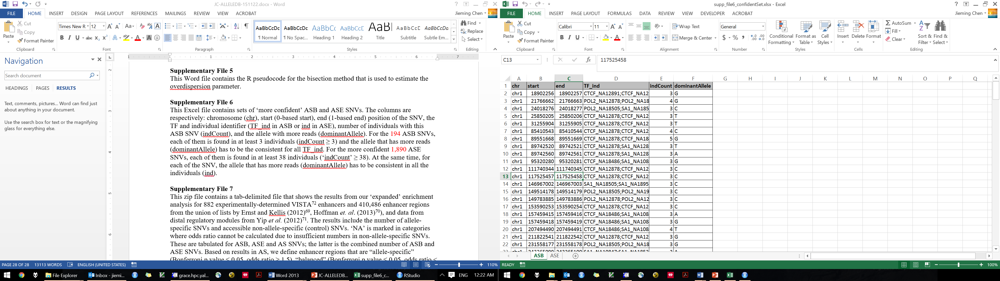 JC-ALLELEDB-151122.docx - Word
FILE HOME INSERT DESIGN PAGE LAYOUT REFERENCES MAILINGS REVIEW VIEW ACROBAT
Jieming Chen
Paste
Cut
Copy
Format Painter
Clipboard
Times New R 12
Font
Paragraph
AaBbCcDc AaBbCcDc AaBbCc AaBbCcD AaB AaBbCcD AaBbCcDa
¶ Normal ¶ No Spac... Heading 1 Heading 2 Title Subtitle Subtle Em...
Styles
Find
Replace
Select
Editing
Navigation
Search document
HEADINGS PAGES RESULTS
Text, comments, pictures... Word can find just
about anything in your document.
Use the search box for text or the magnifying
glass for everything else.
Supplementary File 5
This Word file contains the R pseudocode for the bisection method that is used to estimate the
overdispersion parameter.
Supplementary File 6
This Excel file contains sets of ‘more confident’ ASB and ASE SNVs. The columns are
respectively: chromosome (chr), start (0-based start), end (1-based end) position of the SNV, the
TF and individual identifier (TF_ind in ASB or ind in ASE), number of individuals with this
ASB SNV (indCount), and the allele with more reads (dominantAllele). For the 194 ASB SNVs,
each of them is found in at least 3 individuals (indCount ≥ 3) and the allele that has more reads
(dominantAllele) has to be the consistent for all TF_ind. For the more confident 1,890 ASE
SNVs, each of them is found in at least 38 individuals (‘indCount’ ≥ 38). At the same time, for
each of the SNV, the allele that has more reads (dominantAllele) has to be consistent in all the
individuals (ind).
Supplementary File 7
This zip file contains a tab-delimited file that shows the results from our ‘expanded’ enrichment
analysis for 882 experimentally-determined VISTA72 enhancers and 410,486 enhancer regions
from the union of lists by Ernst and Kellis (2012)69, Hoffman et. al. (2013)70), and data from
distal regulatory modules from Yip et al. (2012)71. The results include the number of allele-
specific SNVs and accessible non-allele-specific (control) SNVs. ‘NA’ is marked in categories
where odds ratio cannot be calculated due to insufficient numbers in non-allele-specific SNVs.
These are tabulated for ASB, ASE and AS SNVs; the latter is the combined number of ASB and
ASE SNVs. Based on results in AS, we define enhancer regions that are “allele-specific”
(Bonferroni p value < 0.05, odds ratio > 1.5), “balanced” (Bonferroni p value < 0.05, odds ratio <
PAGE 28 OF 28 13113 WORDS ENGLISH (UNITED STATES) 110%
supp_file6_confidentSet.xlsx - Excel
FILE HOME INSERT PAGE LAYOUT FORMULAS DATA REVIEW VIEW DEVELOPER ACROBAT
Jieming Chen
Paste
Cut
Copy
Format Painter
Clipboard
Calibri 11
Font
Wrap Text
Merge & Center
Alignment
General
Number
Conditional Formatting
Format as Table
Cell Styles
Styles
Insert Delete Format
Cells
AutoSum
Fill
Clear
Sort & Filter
Find & Select
Editing
C13 117525458
A B C D E F G H I J K L M N O P Q
1 chr start end TF_ind indCount dominantAllele
2 chr1 18902256 18902257 CTCF_NA12891;CTCF_NA12 3 G
3 chr1 21766662 21766663 POL2_NA12878;POL2_NA18 4 G
4 chr1 24018276 24018277 POL2_NA18505;SA1_NA185 3 C
5 chr1 25850205 25850206 CTCF_NA12878;CTCF_NA12 3 T
6 chr1 31255904 31255905 CTCF_NA12878;CTCF_NA12 3 T
7 chr1 85410543 85410544 CTCF_NA12878;CTCF_NA12 4 C
8 chr1 89551668 89551669 CTCF_NA12878;CTCF_NA18 5 G
9 chr1 89742520 89742521 CTCF_NA12878;SA1_NA128 3 T
10 chr1 89742560 89742561 CTCF_NA12878;SA1_NA128 3 A
11 chr1 95320280 95320281 CTCF_NA18486;SA1_NA108 3 G
12 chr1 111740344 111740345 CTCF_NA12878;CTCF_NA12 3 C
13 chr1 117525457 117525458 CTCF_NA12878;CTCF_NA12 3 C
14 chr1 146967002 146967003 SA1_NA18505;SA1_NA1895 3 C
15 chr1 149514178 149514179 POL2_NA18505;POL2_NA19 3 C
16 chr1 149783885 149783886 POL2_NA12878;POL2_NA12 3 C
17 chr1 153590253 153590254 CTCF_NA12878;CTCF_NA12 3 C
18 chr1 157459415 157459416 CTCF_NA18486;SA1_NA108 3 A
19 chr1 157459418 157459419 CTCF_NA18486;SA1_NA108 3 G
20 chr1 207494490 207494491 CTCF_NA18486;SA1_NA108 4 T
21 chr1 211822541 211822542 CTCF_NA12878;CTCF_NA12 3 G
22 chr1 231558177 231558178 POL2_NA18505;POL2_NA18 3 G
ASB ASE
READY 100%
File Explorer Inbox - jiemi... grace.hpc.yal... Word 2013 JC-ALLELEDB... supp_file6_c... RStudio ENG 12:22 AM